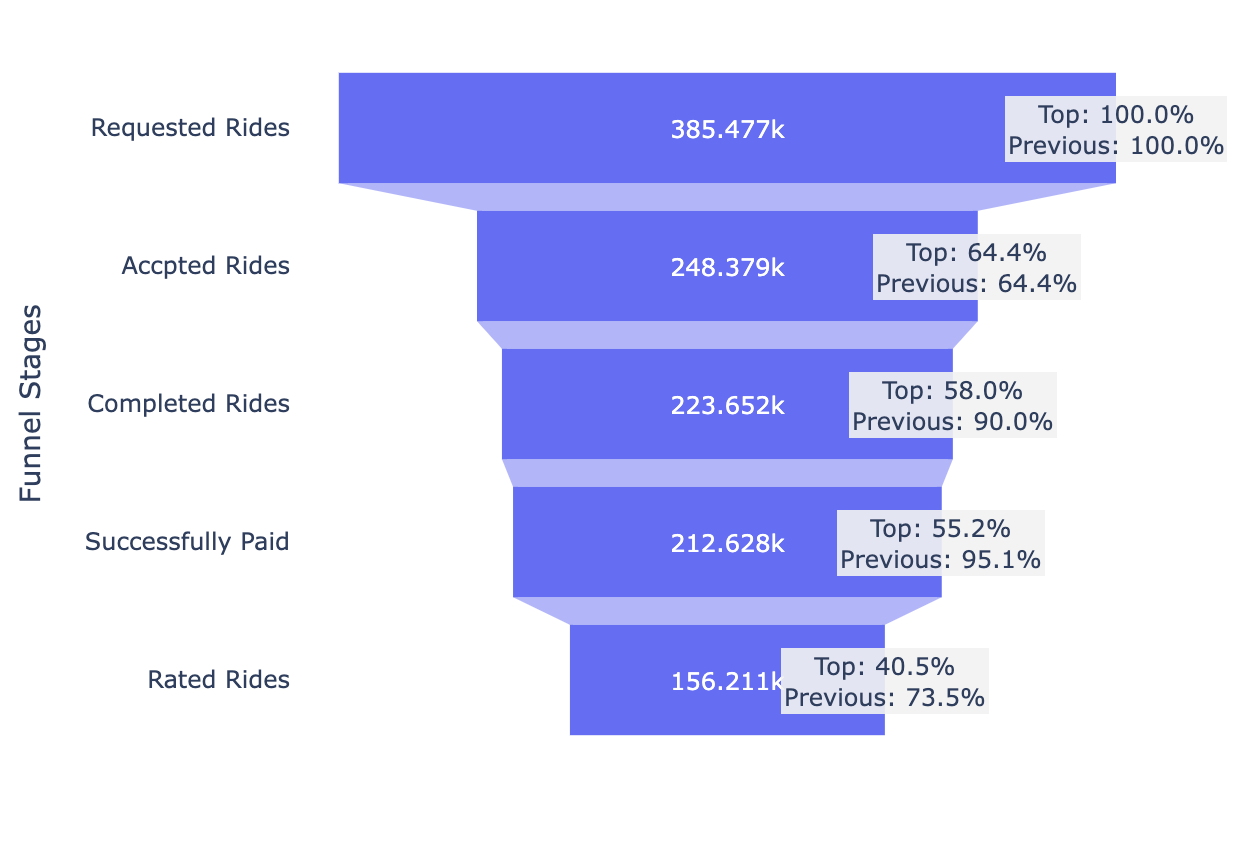 Funnel Stages
Requested Rides
385.477k
Top: 100.0%
Previous: 100.0%
Accpted Rides
248.379k
Top: 64.4%
Previous: 64.4%
Completed Rides
223.652k
Top: 58.0%
Previous: 90.0%
Successfully Paid
212.628k
Top: 55.2%
Previous: 95.1%
Rated Rides
156.211k
Top: 40.5%
Previous: 73.5%